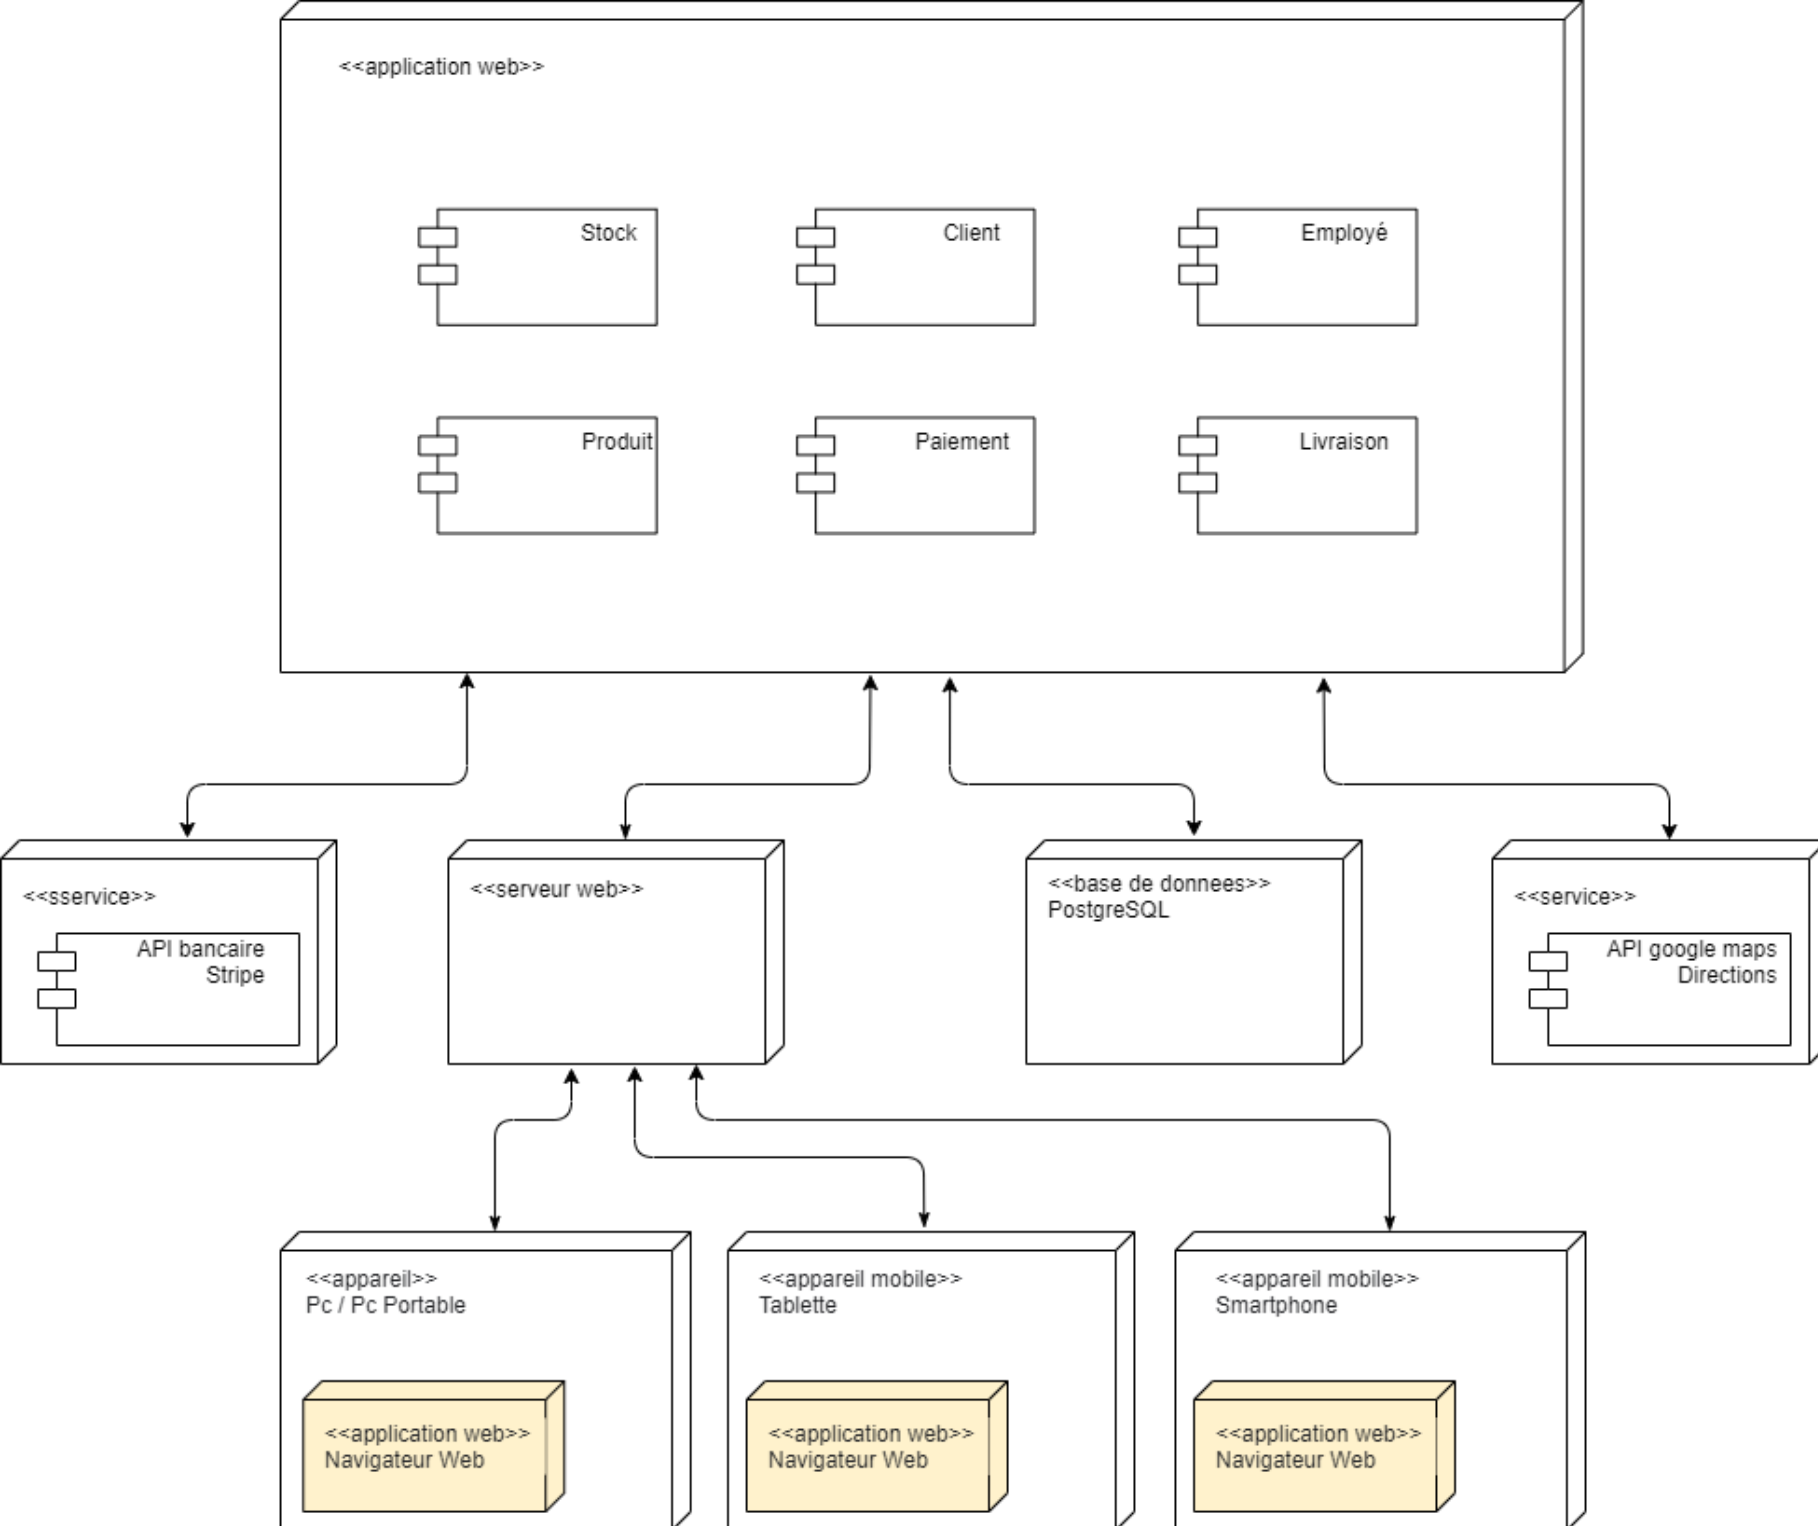 <<application web>>
Stock
Client
Employé
Produit
Paiement
Livraison
<<sservice>>
API bancaire
Stripe
<<serveur web>>
<<base de donnees>>
PostgreSQL
<<service>>
API google maps
Directions
<<appareil>>
Pc / Pc Portable
<<application web>>
Navigateur Web
<<appareil mobile>>
Tablette
<<application web>>
Navigateur Web
<<appareil mobile>>
Smartphone
<<application web>>
Navigateur Web